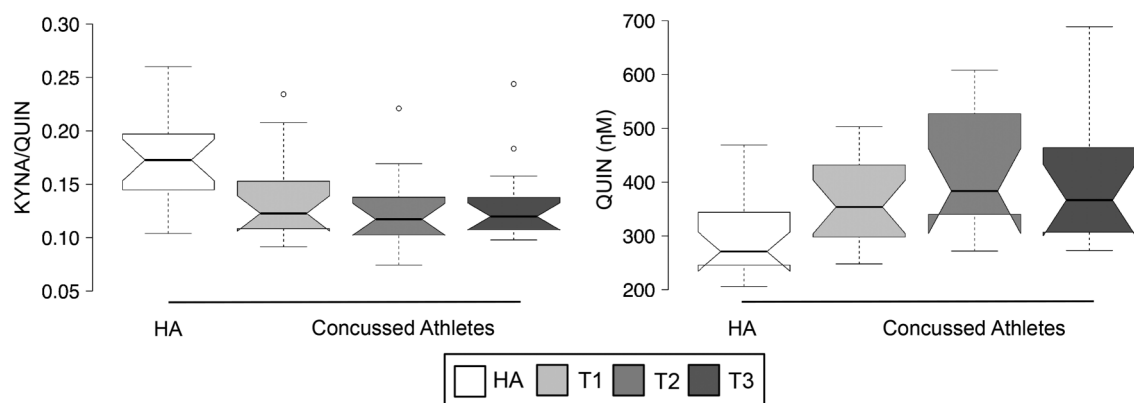 KYNA/QUIN
0.30
0.25
0.20
0.15
0.10
0.05
HA
Concussed Athletes
QUIN (ηM)
700
600
500
400
300
200
HA
Concussed Athletes
HA T1 T2 T3